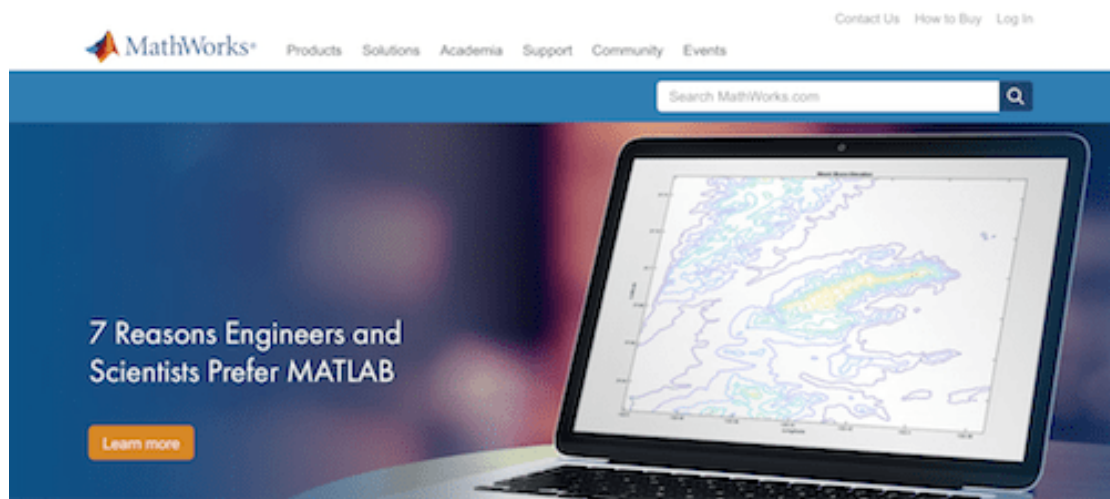 Contact Us How to Buy Log In
MathWorks® Products Solutions Academia Support Community Events
Search MathWorks.com
7 Reasons Engineers and
Scientists Prefer MATLAB
Learn more